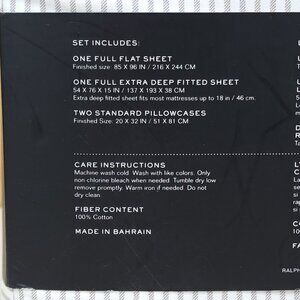 SET INCLUDES:
ONE FULL FLAT SHEET
Finished size: 85 X 96 IN / 216 X 244 CM
ONE FULL EXTRA DEEP FITTED SHEET
54 X 76 X 15 IN / 137 X 193 X 38 CM
Extra deep fitted sheet fits most mattresses up to 18 in / 46 cm.
TWO STANDARD PILLOWCASES
Finished Size: 20 X 32 IN / 51 X 81 CM
CARE INSTRUCTIONS
Machine wash cold. Wash with like colors. Only
non chlorine bleach when needed. Tumble dry low
remove promptly. Warm iron if needed. Do not
dry clean.
FIBER CONTENT
100% Cotton
MADE IN BAHRAIN
RALPH